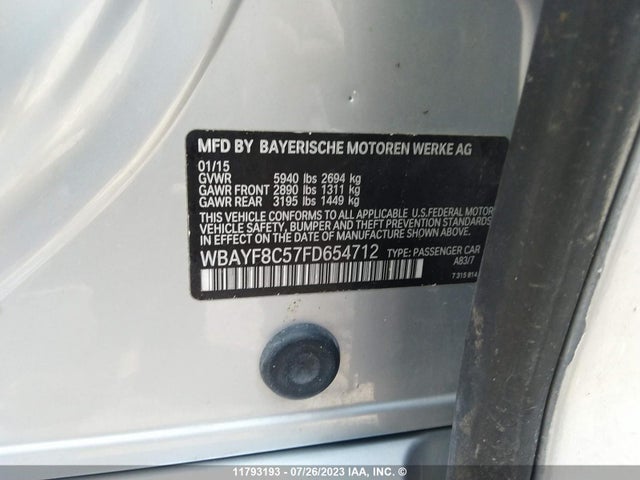 MFD BY BAYERISCHE MOTOREN WERKE AG
01/15
GVWR 5940 lbs 2694 kg
GAWR FRONT 2890 lbs 1311 kg
GAWR REAR 3195 lbs 1449 kg
THIS VEHICLE CONFORMS TO ALL APPLICABLE U.S.FEDERAL MOTOR
VEHICLE SAFETY, BUMPER, AND THEFT PREVENTION STANDARDS
IN EFFECT ON THE DATE OF MANUFACTURE SHOWN ABOVE.
WBAYF8C57FD654712 TYPE: PASSENGER CAR
A83/7
7 315 814
11793193 - 07/26/2023 IAA, INC. ©